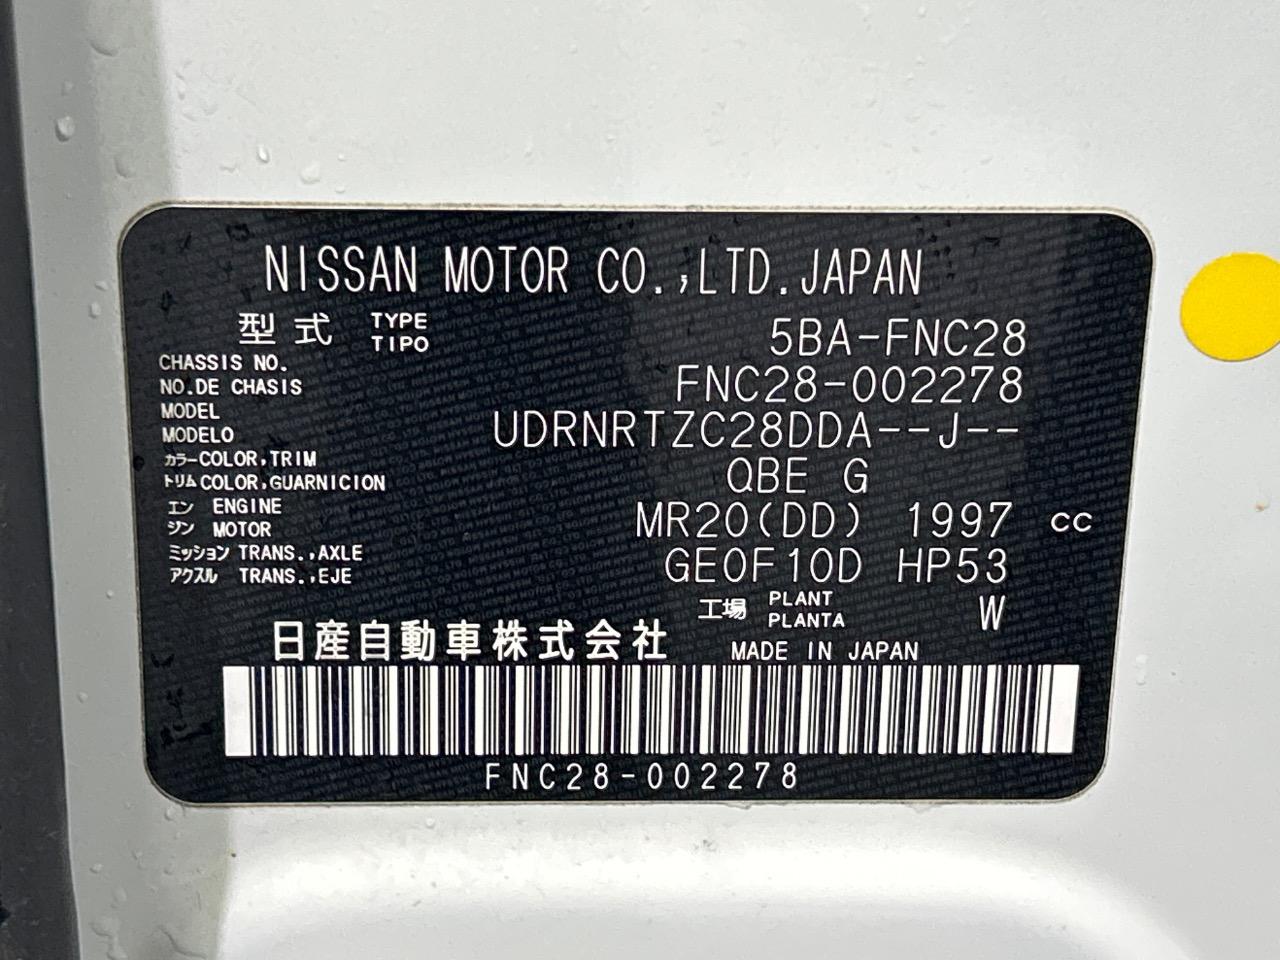 NISSAN MOTOR CO.,LTD.JAPAN
型式 TYPE TIPO 5BA-FNC28
CHASSIS NO. NO.DE CHASIS FNC28-002278
MODEL MODELO UDRNRTZC28DDA--J--
カラー COLOR,TRIM トリム COLOR,GUARNICION QBE G
エンジン ENGINE MOTOR MR20(DD) 1997 cc
ミッション TRANS.,AXLE アクスル TRANS.,EJE GE0F10D HP53
工場 PLANT PLANTA W
日産自動車株式会社 MADE IN JAPAN
FNC28-002278